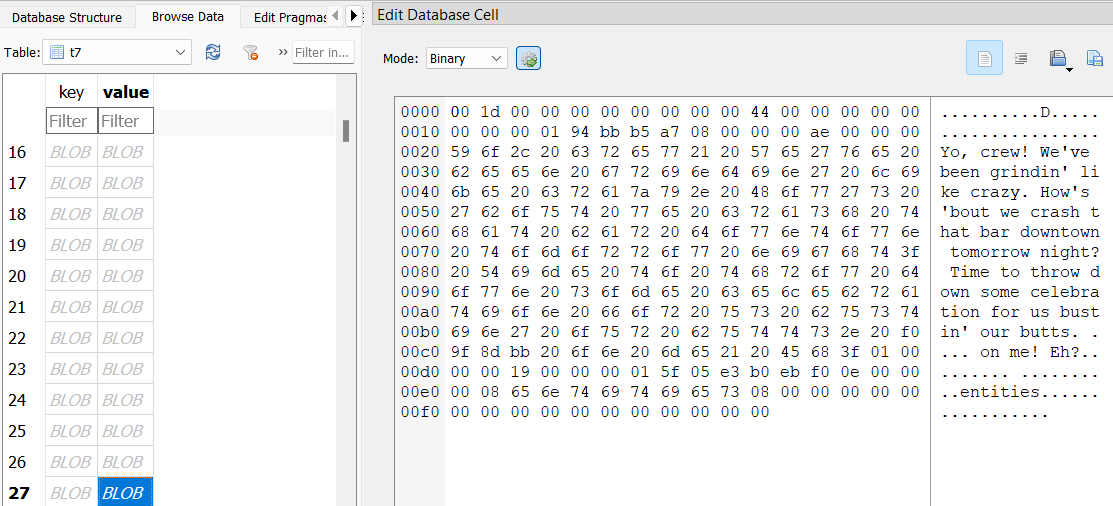 Database Structure Browse Data Edit Pragmas
Edit Database Cell
Table: t7 Filter in...
Mode: Binary
key value
Filter Filter
16 BLOB BLOB
17 BLOB BLOB
18 BLOB BLOB
19 BLOB BLOB
20 BLOB BLOB
21 BLOB BLOB
22 BLOB BLOB
23 BLOB BLOB
24 BLOB BLOB
25 BLOB BLOB
26 BLOB BLOB
27 BLOB BLOB
0000 00 1d 00 00 00 00 00 00 00 00 44 00 00 00 00 00 ..........D.....
0010 00 00 00 01 94 bb b5 a7 08 00 00 00 ae 00 00 00 ................
0020 59 6f 2c 20 63 72 65 77 21 20 57 65 27 76 65 20 Yo, crew! We've
0030 62 65 65 6e 20 67 72 69 6e 64 69 6e 27 20 6c 69 been grindin' li
0040 6b 65 20 63 72 61 7a 79 2e 20 48 6f 77 27 73 20 ke crazy. How's
0050 27 62 6f 75 74 20 77 65 20 63 72 61 73 68 20 74 'bout we crash t
0060 68 61 74 20 62 61 72 20 64 6f 77 6e 74 6f 77 6e hat bar downtown
0070 20 74 6f 6d 6f 72 72 6f 77 20 6e 69 67 68 74 3f tomorrow night?
0080 20 54 69 6d 65 20 74 6f 20 74 68 72 6f 77 20 64 Time to throw d
0090 6f 77 6e 20 73 6f 6d 65 20 63 65 6c 65 62 72 61 own some celebra
00a0 74 69 6f 6e 20 66 6f 72 20 75 73 20 62 75 73 74 tion for us bust
00b0 69 6e 27 20 6f 75 72 20 62 75 74 74 73 2e 20 f0 in' our butts. .
00c0 9f 8d bb 20 6f 6e 20 6d 65 21 20 45 68 3f 01 00 ... on me! Eh?..
00d0 00 00 19 00 00 00 01 5f 05 e3 b0 eb f0 0e 00 00 ....... ........
00e0 00 08 65 6e 74 69 74 69 65 73 08 00 00 00 00 00 ..entities......
00f0 00 00 00 00 00 00 00 00 00 00 00 ...........